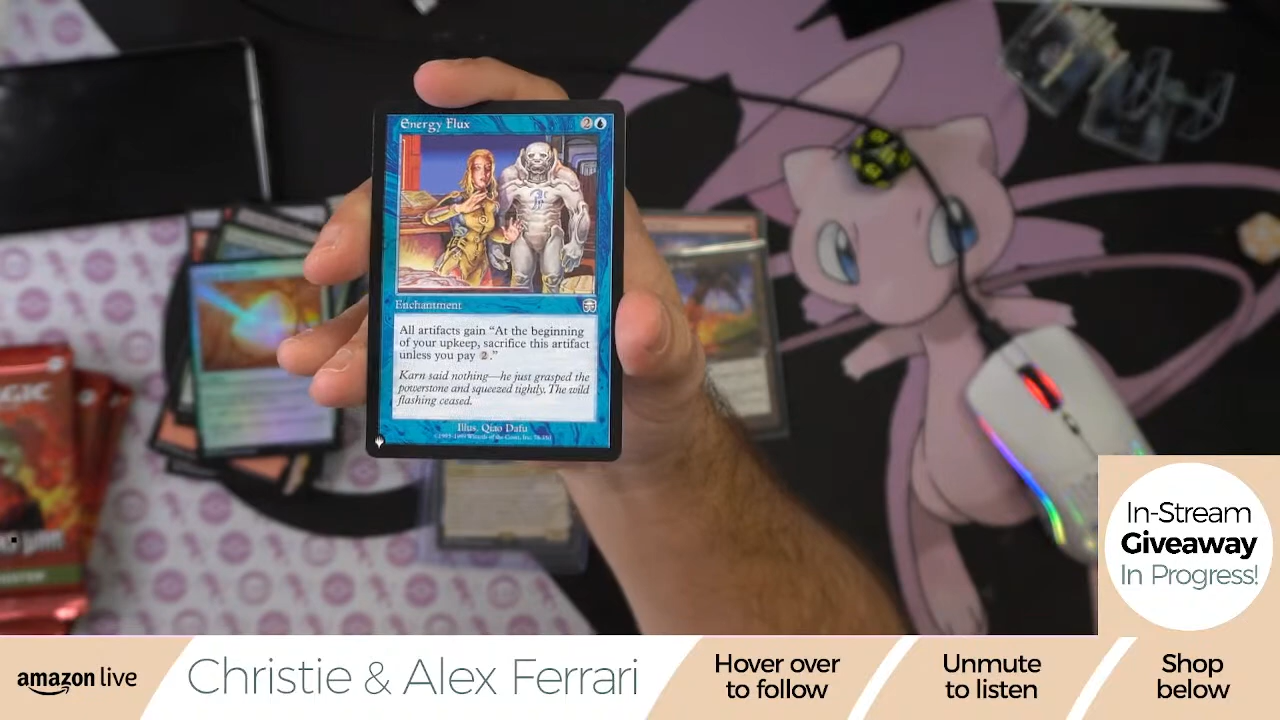 Energy Flux
2
Enchantment
All artifacts gain “At the beginning
of your upkeep, sacrifice this artifact
unless you pay 2.”
Karn said nothing—he just grasped the
powerstone and squeezed tightly. The wild
flashing ceased.
Illus. Qiao Dafu
In-Stream
Giveaway
In Progress!
amazon live
Christie & Alex Ferrari
Hover over
to follow
Unmute
to listen
Shop
below